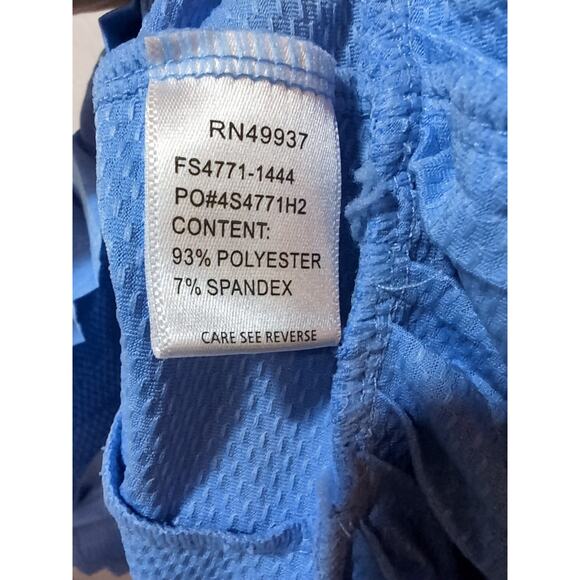 RN49937
FS4771-1444
PO#4S4771H2
CONTENT:
93% POLYESTER
7% SPANDEX
CARE SEE REVERSE